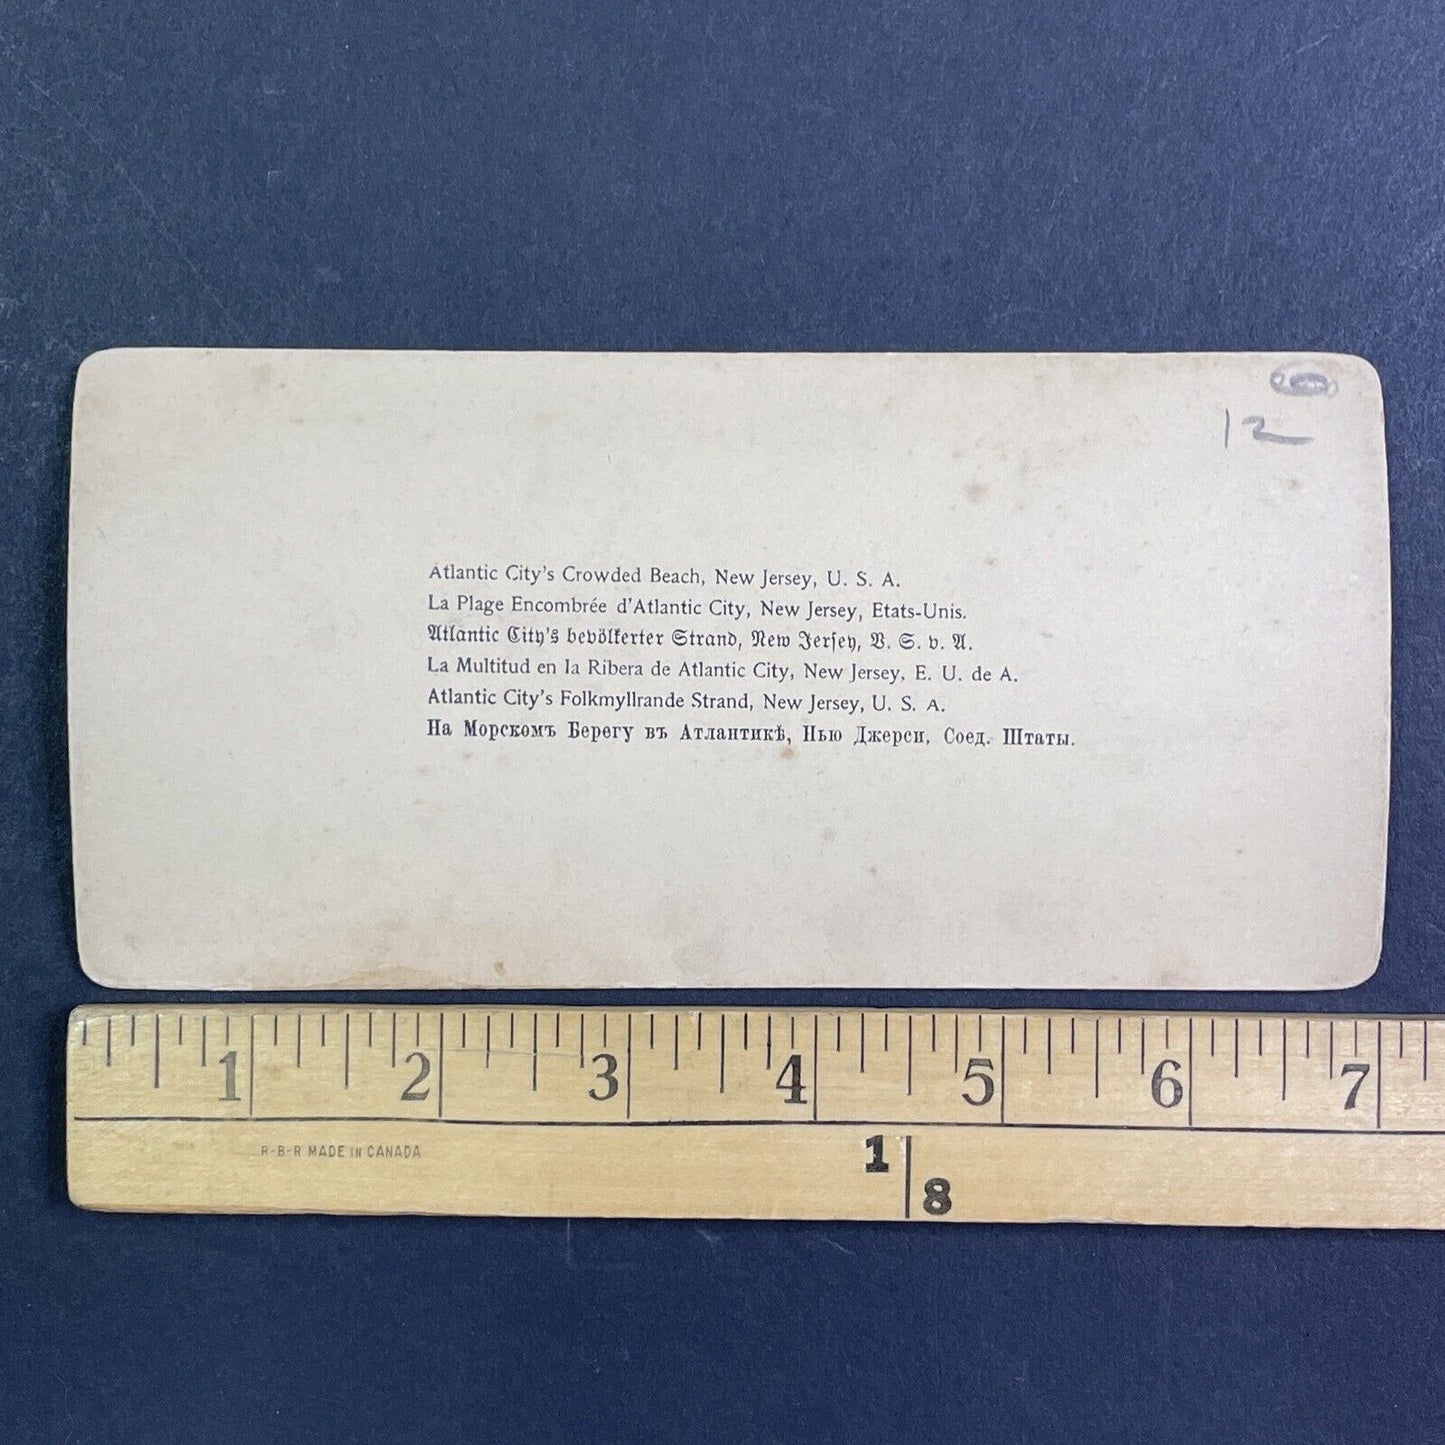 12
Atlantic City's Crowded Beach, New Jersey, U. S. A.
La Plage Encombrée d'Atlantic City, New Jersey, Etats-Unis.
Atlantic City's bevölkerter Strand, New Jersey, V. S. v. A.
La Multitud en la Ribera de Atlantic City, New Jersey, E. U. de A.
Atlantic City's Folkmyllrande Strand, New Jersey, U. S. A.
На Морскомъ Берегу въ Атлантикѣ, Нью Джерси, Соед. Штаты.
1 2 3 4 5 6 7
R-B-R MADE IN CANADA
1
8